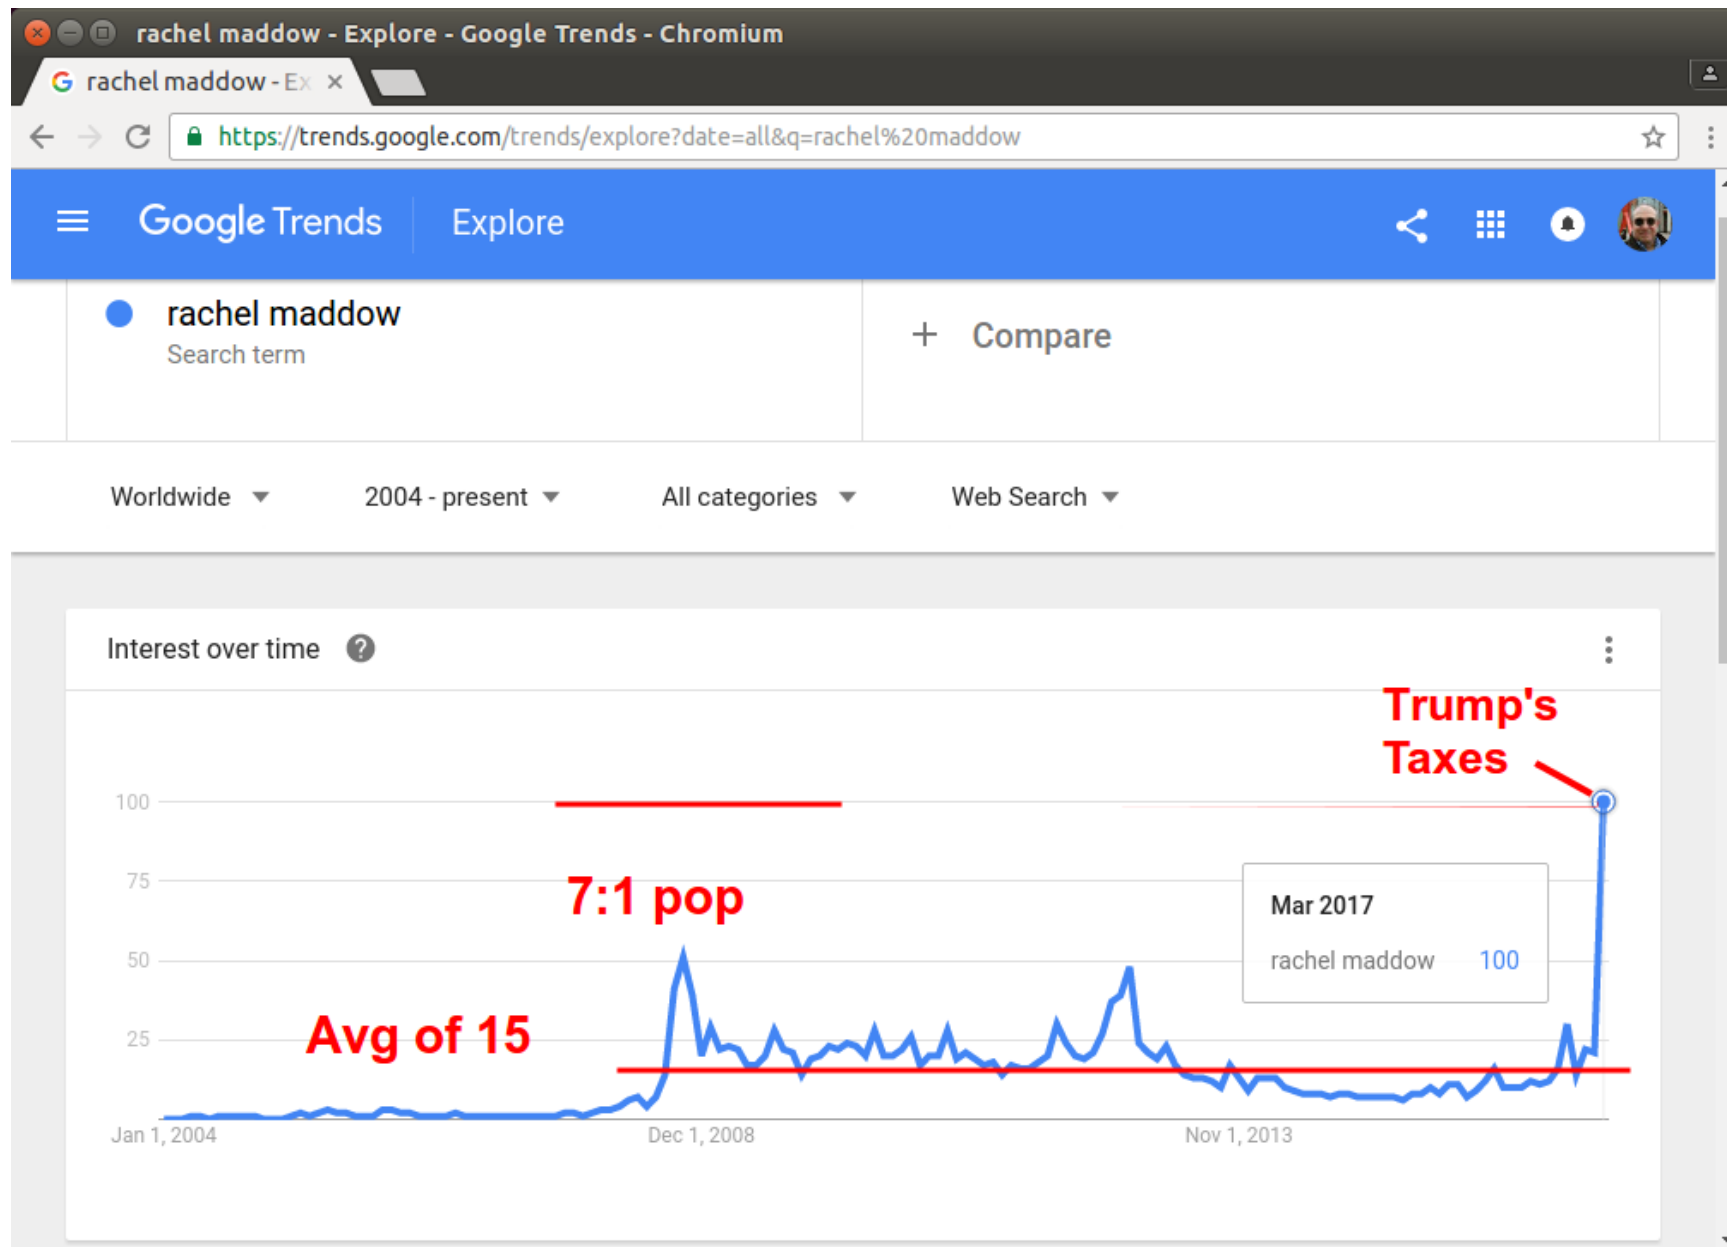 rachel maddow - Explore - Google Trends - Chromium
rachel maddow - Ex
https://trends.google.com/trends/explore?date=all&q=rachel%20maddow
Google Trends Explore
rachel maddow
Search term
+ Compare
Worldwide 2004 - present All categories Web Search
Interest over time ?
Trump's
Taxes
100
75
50
25
7:1 pop
Avg of 15
Mar 2017
rachel maddow 100
Jan 1, 2004 Dec 1, 2008 Nov 1, 2013